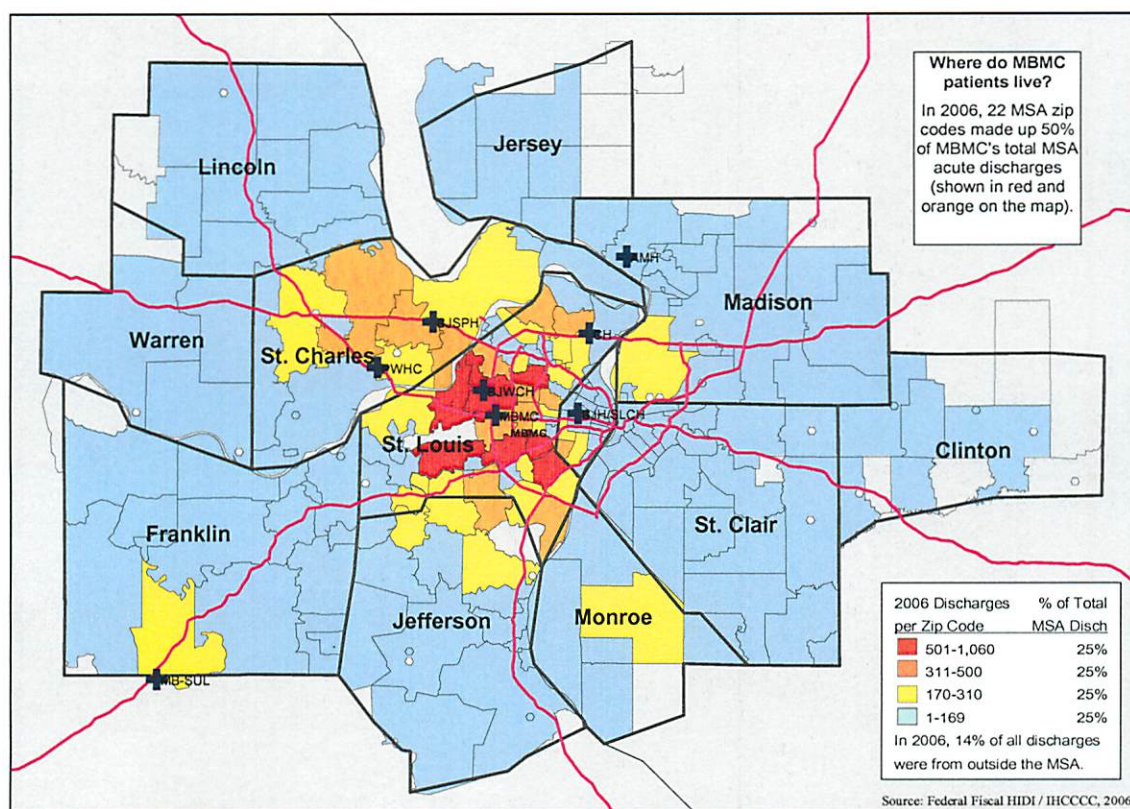 Where do MBMC
patients live?
In 2006, 22 MSA zip
codes made up 50%
of MBMC's total MSA
acute discharges
(shown in red and
orange on the map).
Lincoln
Jersey
Madison
Warren
St. Charles
BJSPH
WHC
BJWCH
MBMC
MBMC
St. Louis
Clinton
Franklin
St. Clair
Jefferson
Monroe
MB-SUL
2006 Discharges % of Total
per Zip Code MSA Disch
501-1,060 25%
311-500 25%
170-310 25%
1-169 25%
In 2006, 14% of all discharges
were from outside the MSA.
Source: Federal Fiscal HIDI / IHCCCC, 2006